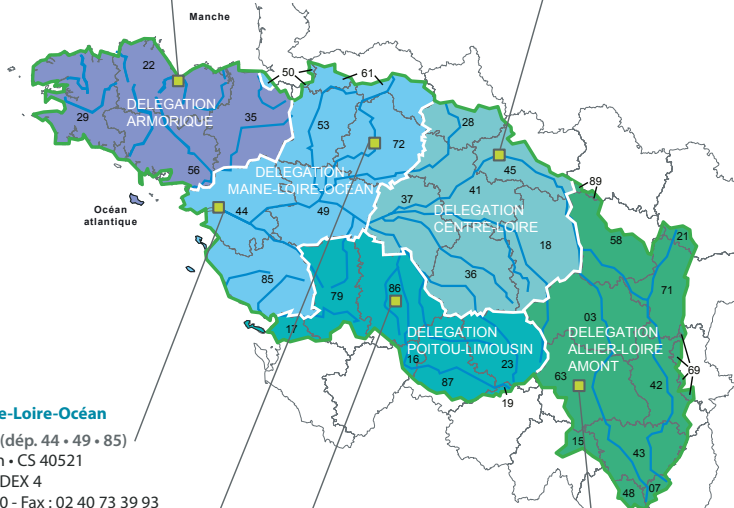 Manche
50
61
22
DELEGATION
ARMORIQUE
29
35
53
28
72
45
56
DELEGATION
MAINE-LOIRE-OCÉAN
89
41
37
Océan
atlantique
44
49
DELEGATION
CENTRE-LOIRE
58
21
18
85
36
79
86
71
03
17
DELEGATION
POITOU-LIMOUSIN
DELEGATION
ALLIER-LOIRE
AMONT
16
23
63
69
87
42
19
e-Loire-Océan
(dép. 44 • 49 • 85)
15
n • CS 40521
43
DEX 4
48
07
0 - Fax : 02 40 73 39 93